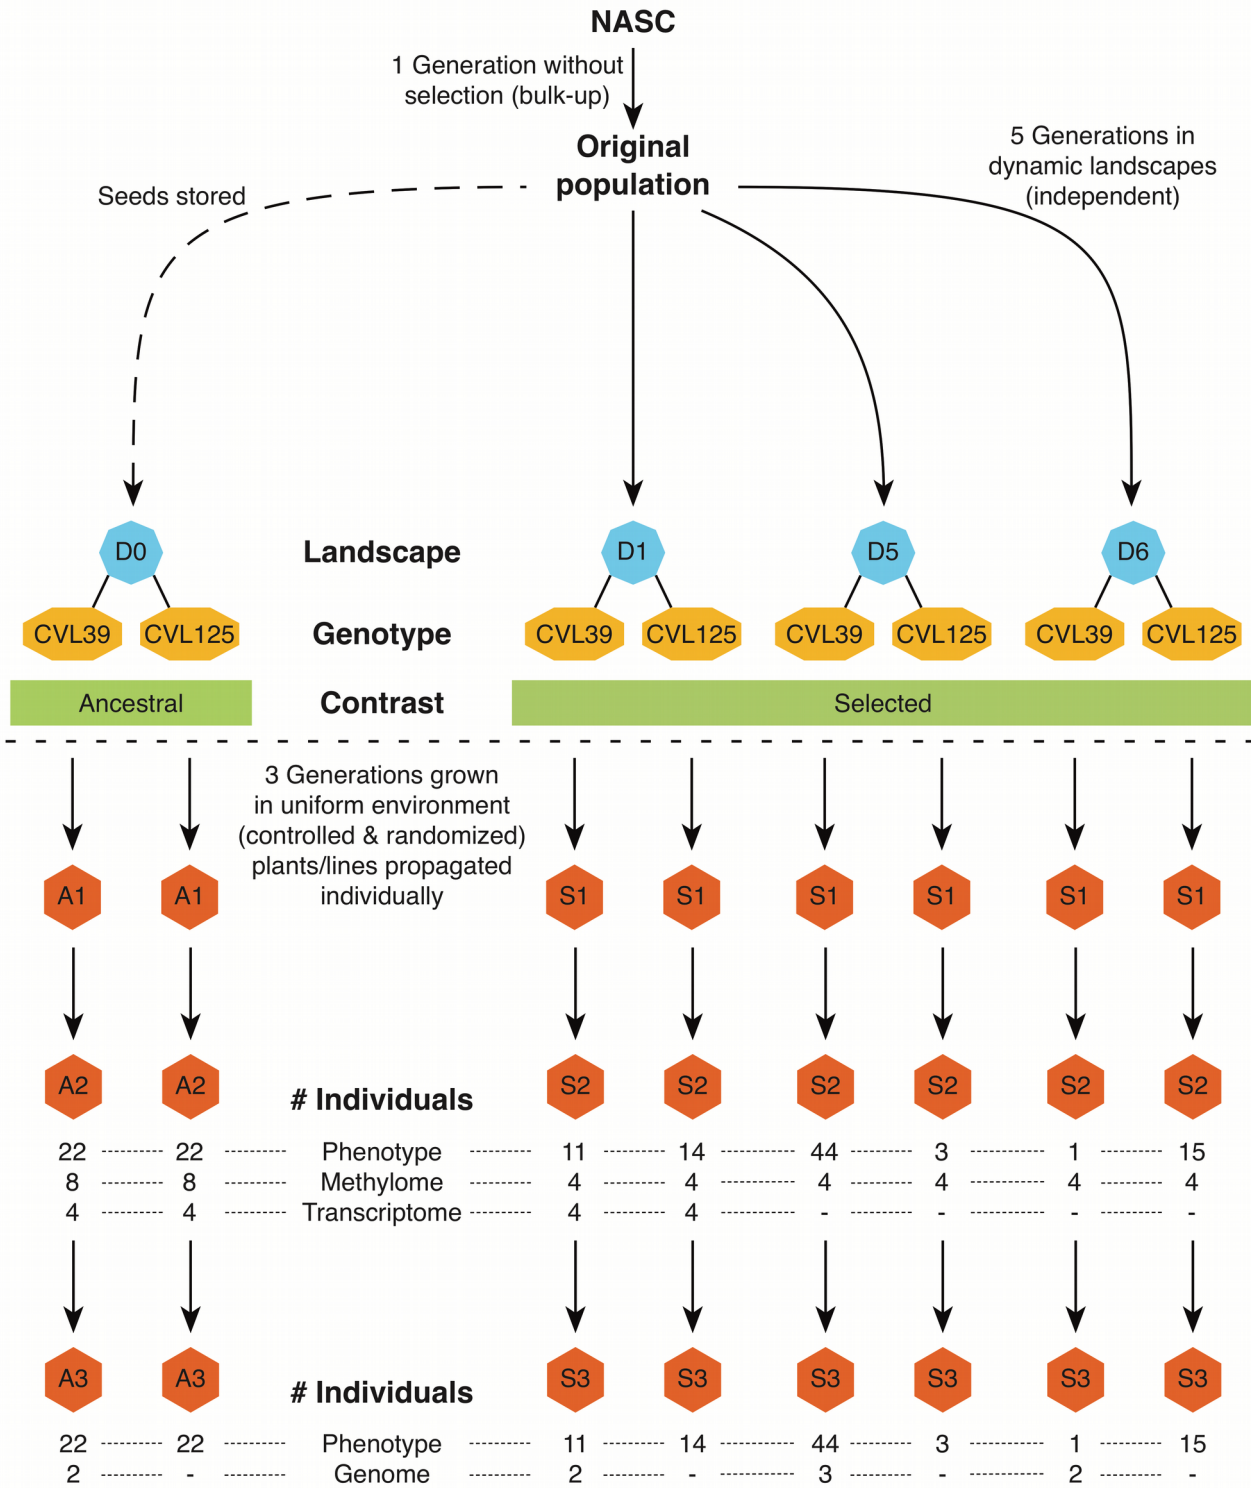 NASC
1 Generation without
selection (bulk-up)
Original
population
5 Generations in
dynamic landscapes
(independent)
Seeds stored
D0 Landscape D1 D5 D6
CVL39 CVL125 Genotype CVL39 CVL125 CVL39 CVL125 CVL39 CVL125
Ancestral Contrast Selected
3 Generations grown
in uniform environment
(controlled & randomized)
plants/lines propagated
individually
A1 A1 S1 S1 S1 S1 S1 S1
A2 A2 S2 S2 S2 S2 S2 S2
# Individuals
22 22 Phenotype 11 14 44 3 1 15
8 8 Methylome 4 4 4 4 4 4
4 4 Transcriptome 4 4 - - - -
A3 A3 S3 S3 S3 S3 S3 S3
# Individuals
22 22 Phenotype 11 14 44 3 1 15
2 - Genome 2 - 3 - 2 -